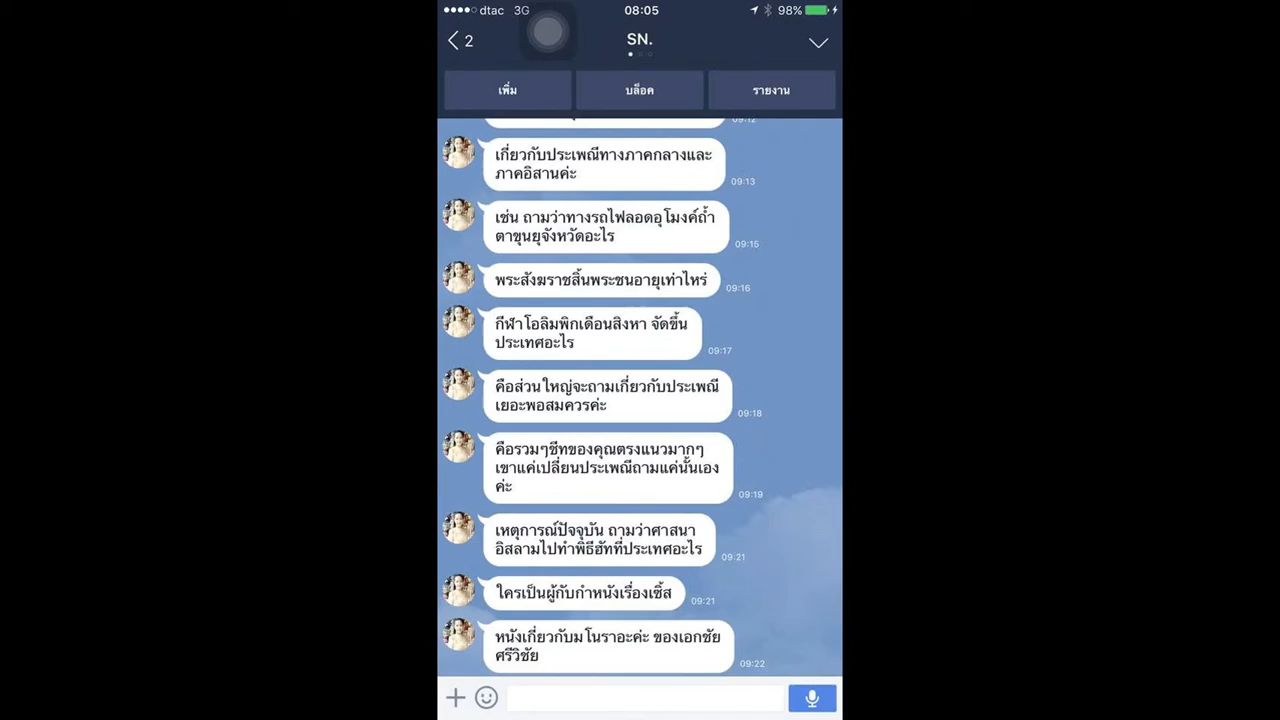 dtac 3G 08:05 98%
2 SN.
เพิ่ม บล็อค รายงาน
09:12
เกี่ยวกับประเพณีทางภาคกลางและ
ภาคอิสานค่ะ
09:13
เช่น ถามว่าทางรถไฟลอดอุโมงค์ถ้ำ
ตาขุนยุจังหวัดอะไร
09:15
พระสังฆราชสิ้นพระชนอายุเท่าไหร่
09:16
กีฬาโอลิมพิกเดือนสิงหา จัดขึ้น
ประเทศอะไร
09:17
คือส่วนใหญ่จะถามเกี่ยวกับประเพณี
เยอะพอสมควรค่ะ
09:18
คือรวมๆชีทของคุณตรงแนวมากๆ
เขาแค่เปลี่ยนประเพณีถามแค่นั้นเอง
ค่ะ
09:19
เหตุการณ์ปัจจุบัน ถามว่าศาสนา
อิสลามไปทำพิธีฮัทที่ประเทศอะไร
09:21
ใครเป็นผู้กับกำหนังเรื่องเซิ้ส
09:21
หนังเกี่ยวกับมโนราอะค่ะ ของเอกชัย
ศรีวิชัย
09:22